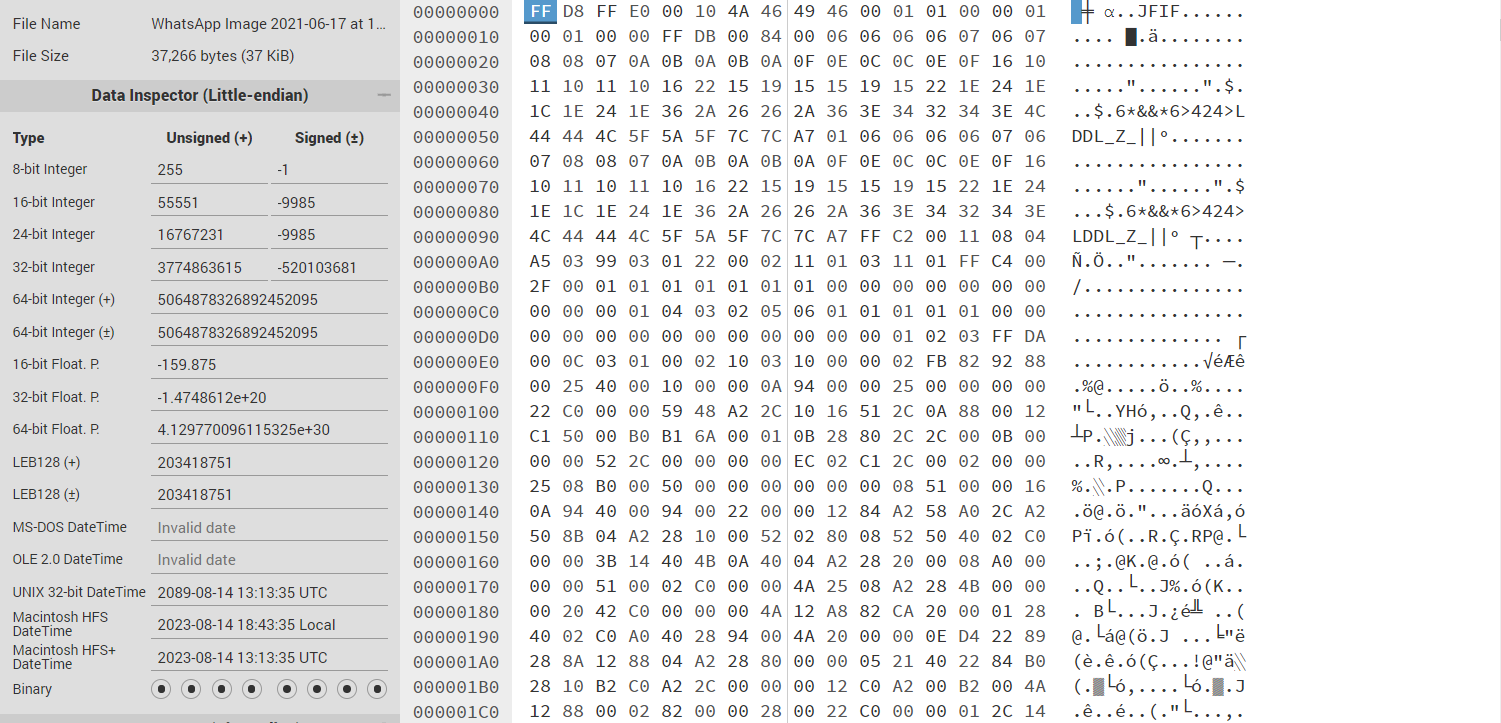 File Name WhatsApp Image 2021-06-17 at 1...
File Size 37,266 bytes (37 KiB)
Data Inspector (Little-endian)
Type Unsigned (+) Signed (±)
8-bit Integer 255 -1
16-bit Integer 55551 -9985
24-bit Integer 16767231 -9985
32-bit Integer 3774863615 -520103681
64-bit Integer (+) 5064878326892452095
64-bit Integer (±) 5064878326892452095
16-bit Float. P. -159.875
32-bit Float. P. -1.4748612e+20
64-bit Float. P. 4.129770096115325e+30
LEB128 (+) 203418751
LEB128 (±) 203418751
MS-DOS DateTime Invalid date
OLE 2.0 DateTime Invalid date
UNIX 32-bit DateTime 2089-08-14 13:13:35 UTC
Macintosh HFS DateTime 2023-08-14 18:43:35 Local
Macintosh HFS+ DateTime 2023-08-14 13:13:35 UTC
Binary
00000000 FF D8 FF E0 00 10 4A 46 49 46 00 01 01 00 00 01 ╪ α..JFIF......
00000010 00 01 00 00 FF DB 00 84 00 06 06 06 06 07 06 07 .... █.ä........
00000020 08 08 07 0A 0B 0A 0B 0A 0F 0E 0C 0C 0E 0F 16 10 ................
00000030 11 10 11 10 16 22 15 19 15 15 19 15 22 1E 24 1E ....."......".$.
00000040 1C 1E 24 1E 36 2A 26 26 2A 36 3E 34 32 34 3E 4C ..$.6*&&*6>424>L
00000050 44 44 4C 5F 5A 5F 7C 7C A7 01 06 06 06 06 07 06 DDL_Z_||º.......
00000060 07 08 08 07 0A 0B 0A 0B 0A 0F 0E 0C 0C 0E 0F 16 ................
00000070 10 11 10 11 10 16 22 15 19 15 15 19 15 22 1E 24 ......"......".$
00000080 1E 1C 1E 24 1E 36 2A 26 26 2A 36 3E 34 32 34 3E ...$.6*&&*6>424>
00000090 4C 44 44 4C 5F 5A 5F 7C 7C A7 FF C2 00 11 08 04 LDDL_Z_||º ┬....
000000A0 A5 03 99 03 01 22 00 02 11 01 03 11 01 FF C4 00 Ñ.Ö.."....... ─.
000000B0 2F 00 01 01 01 01 01 01 00 00 00 00 00 00 00 00 /...............
000000C0 00 00 00 01 04 03 02 05 06 01 01 01 01 01 00 00 ................
000000D0 00 00 00 00 00 00 00 00 00 00 01 02 03 FF DA .............. ┌
000000E0 00 0C 03 01 00 02 10 03 10 00 00 02 FB 82 92 88 ............√éÆê
000000F0 00 25 40 00 10 00 00 0A 94 00 00 25 00 00 00 00 .%@.....ö..%....
00000100 22 C0 00 00 59 48 A2 2C 10 16 51 2C 0A 88 00 12 "└..YHó,..Q,.ê..
00000110 C1 50 00 B0 B1 6A 00 01 0B 28 80 2C 2C 00 0B 00 ┴P.░▒j...(Ç,,...
00000120 00 00 52 2C 00 00 00 00 EC 02 C1 2C 00 02 00 00 ..R,....∞.┴,....
00000130 25 08 B0 00 50 00 00 00 00 00 00 08 51 00 00 16 %.░.P.......Q...
00000140 0A 94 40 00 94 00 22 00 00 12 84 A2 58 A0 2C A2 .ö@.ö."...äóXá,ó
00000150 50 8B 04 A2 28 10 00 52 02 80 08 52 50 40 02 C0 Pï.ó(..R.Ç.RP@.└
00000160 00 00 3B 14 40 4B 0A 40 04 A2 28 20 00 08 A0 00 ..;.@K.@.ó( ..á.
00000170 00 00 51 00 02 C0 00 00 4A 25 08 A2 28 4B 00 00 ..Q..└..J%.ó(K..
00000180 00 20 42 C0 00 00 00 4A 12 A8 82 CA 20 00 01 28 . B└...J.¿é╩ ..(
00000190 40 02 C0 A0 40 28 94 00 4A 20 00 00 0E D4 22 89 @.└á@(ö.J ...╘"ë
000001A0 28 8A 12 88 04 A2 28 80 00 00 05 21 40 22 84 B0 (è.ê.ó(Ç...!@"ä░
000001B0 28 10 B2 C0 A2 2C 00 00 00 12 C0 A2 00 B2 00 4A (.▓└ó,....└ó.▓.J
000001C0 12 88 00 02 82 00 00 28 00 22 C0 00 00 01 2C 14 .ê..é..(."└...,.